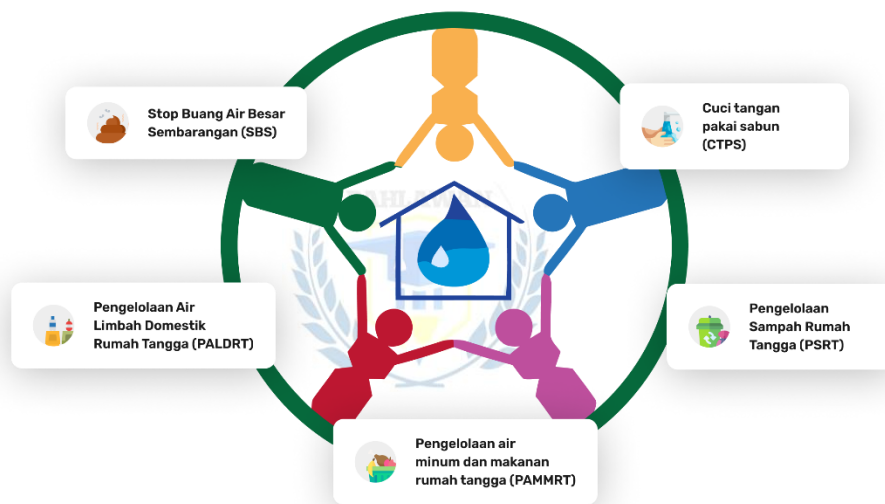 Stop Buang Air Besar
Sembarangan (SBS)
Cuci tangan
pakai sabun
(CTPS)
Pengelolaan Air
Limbah Domestik
Rumah Tangga (PALDRT)
Pengelolaan
Sampah Rumah
Tangga (PSRT)
Pengelolaan air
minum dan makanan
rumah tangga (PAMMRT)